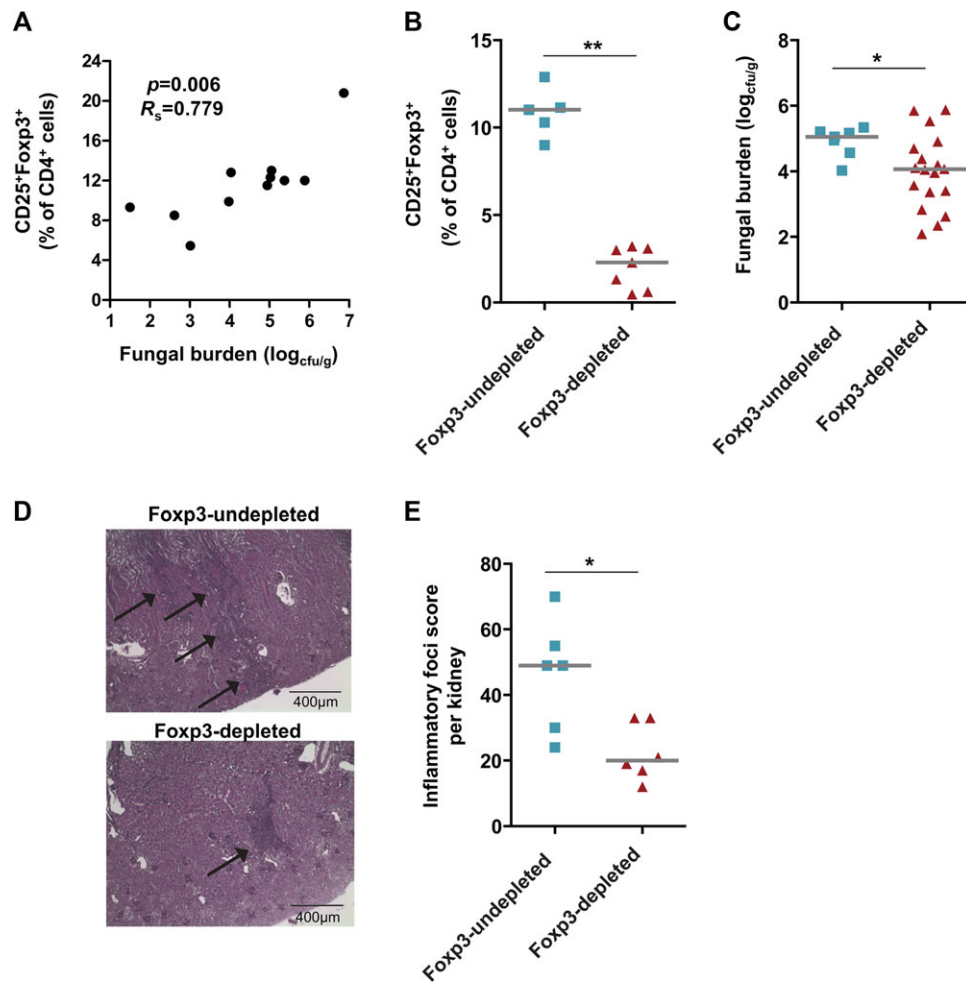 A
p=0.006
Rs=0.779
CD25+Foxp3+
(% of CD4+ cells)
24
20
16
12
8
4
0
1 2 3 4 5 6 7
Fungal burden (logcfu/g)
B
**
CD25+Foxp3+
(% of CD4+ cells)
15
10
5
0
Foxp3-undepleted
Foxp3-depleted
C
*
Fungal burden (logcfu/g)
8
6
4
2
0
Foxp3-undepleted
Foxp3-depleted
D
Foxp3-undepleted
400µm
Foxp3-depleted
400µm
E
*
Inflammatory foci score
per kidney
80
60
40
20
0
Foxp3-undepleted
Foxp3-depleted